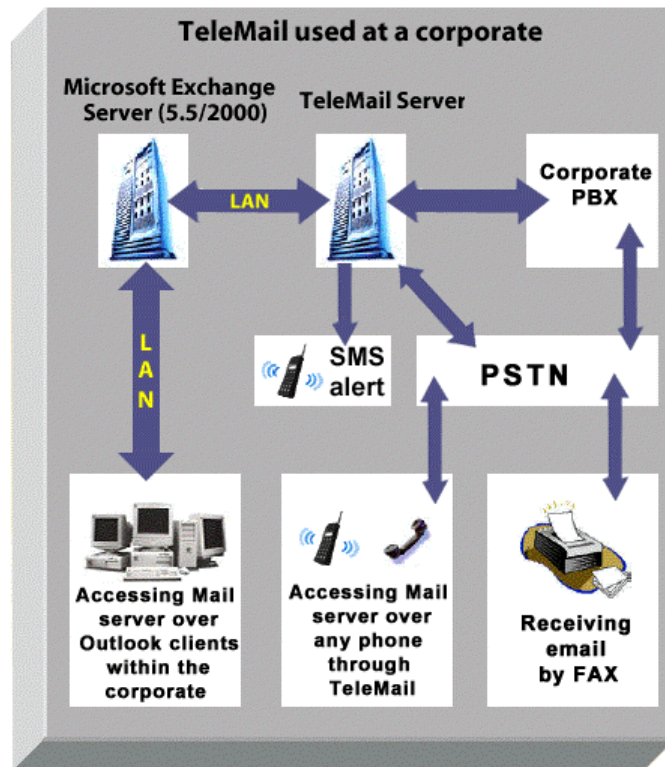 TeleMail used at a corporate
Microsoft Exchange
Server (5.5/2000)
TeleMail Server
LAN
Corporate
PBX
LAN
SMS
alert
PSTN
Accessing Mail
server over
Outlook clients
within the
corporate
Accessing Mail
server over
any phone
through
TeleMail
Receiving
email
by FAX